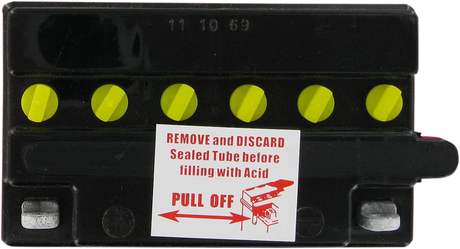 11 10 69
REMOVE and DISCARD
Sealed Tube before
filling with Acid
PULL OFF